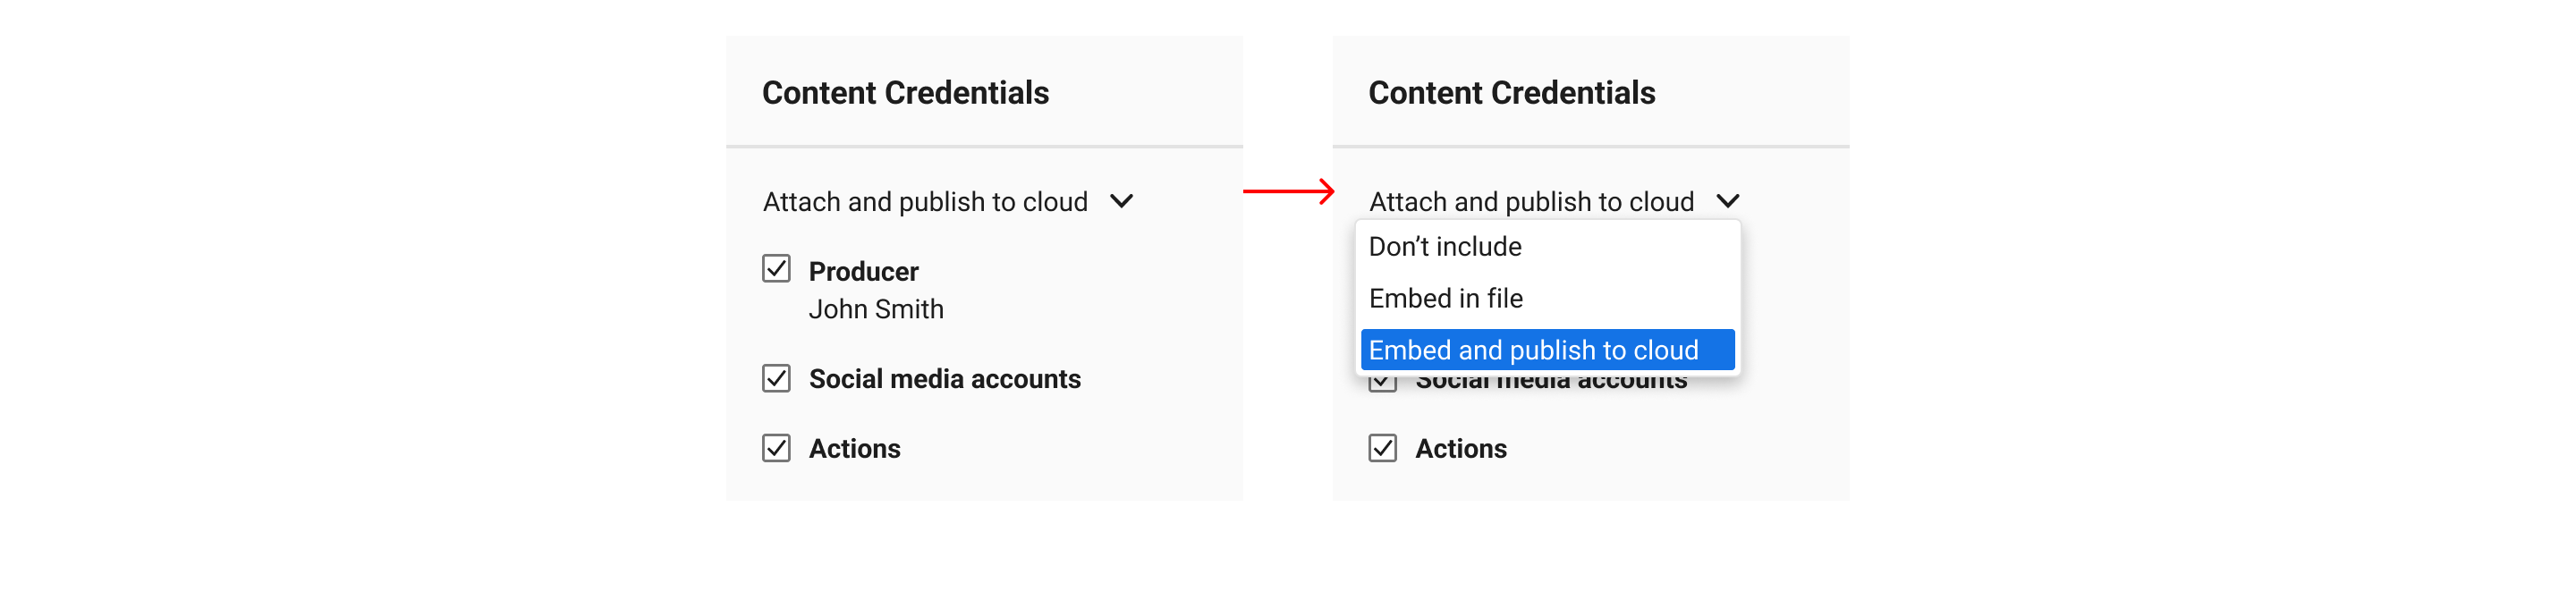 Content Credentials
Attach and publish to cloud
Producer
John Smith
Social media accounts
Actions
Content Credentials
Attach and publish to cloud
Don’t include
Embed in file
Embed and publish to cloud
Social media accounts
Actions